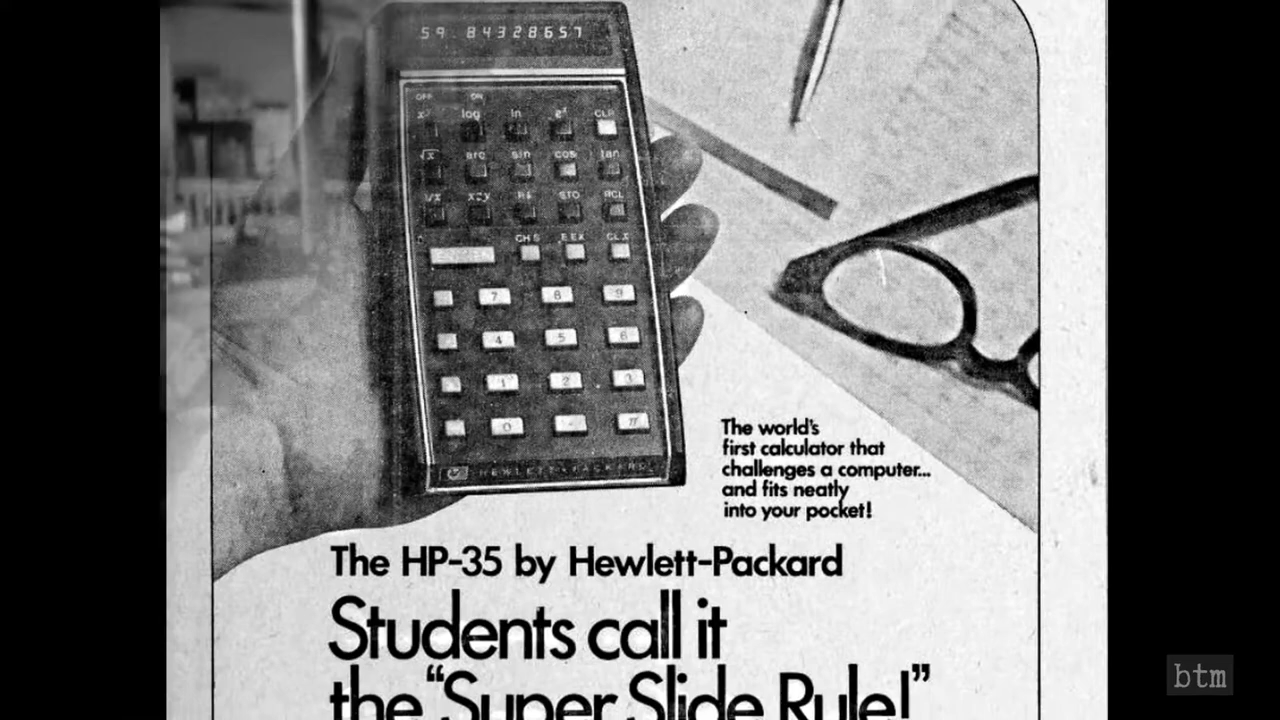 59.84328657
OFF ON
log ln CLR
√x arc sin cos tan
1/x x⇄y R↓ STO RCL
CHS E EX CLX
7 8 9
4 5 6
1 2 3
0 . π
hp HEWLETT·PACKARD
The world's
first calculator that
challenges a computer...
and fits neatly
into your pocket!
The HP-35 by Hewlett-Packard
Students call it
the “Super Slide Rule!”
btm